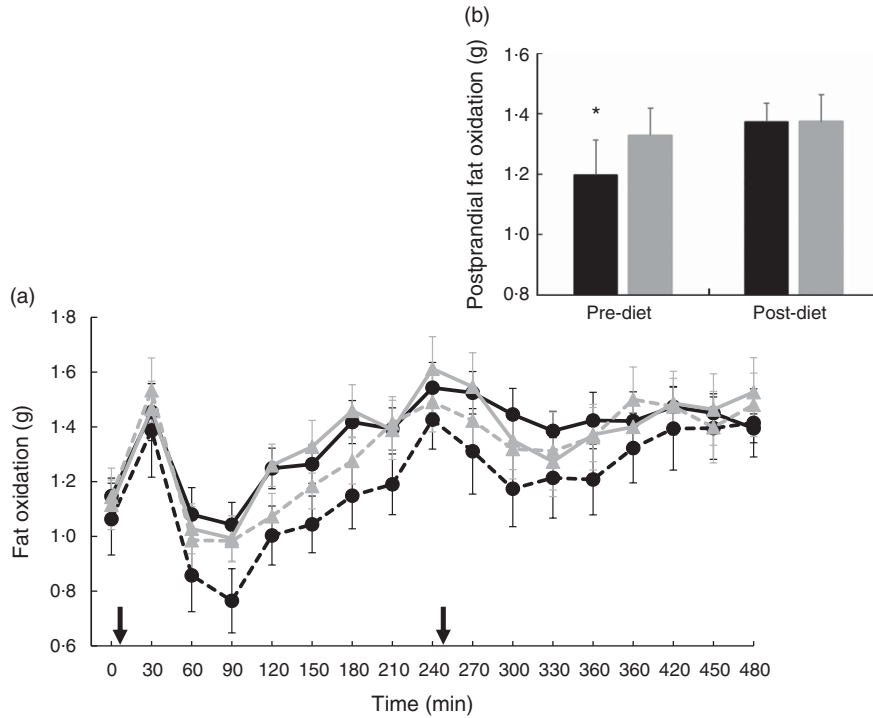 (b)
Postprandial fat oxidation (g)
1·6
1·4
1·2
1·0
0·8
*
Pre-diet
Post-diet
(a)
Fat oxidation (g)
1·8
1·6
1·4
1·2
1·0
0·8
0·6
0 30 60 90 120 150 180 210 240 270 300 330 360 360 420 450 480
Time (min)